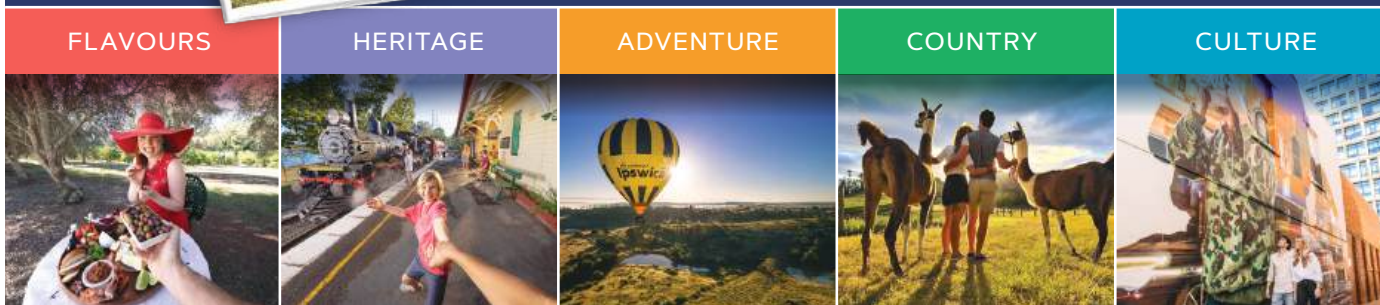 FLAVOURS
HERITAGE
ADVENTURE
COUNTRY
CULTURE
Ipswich